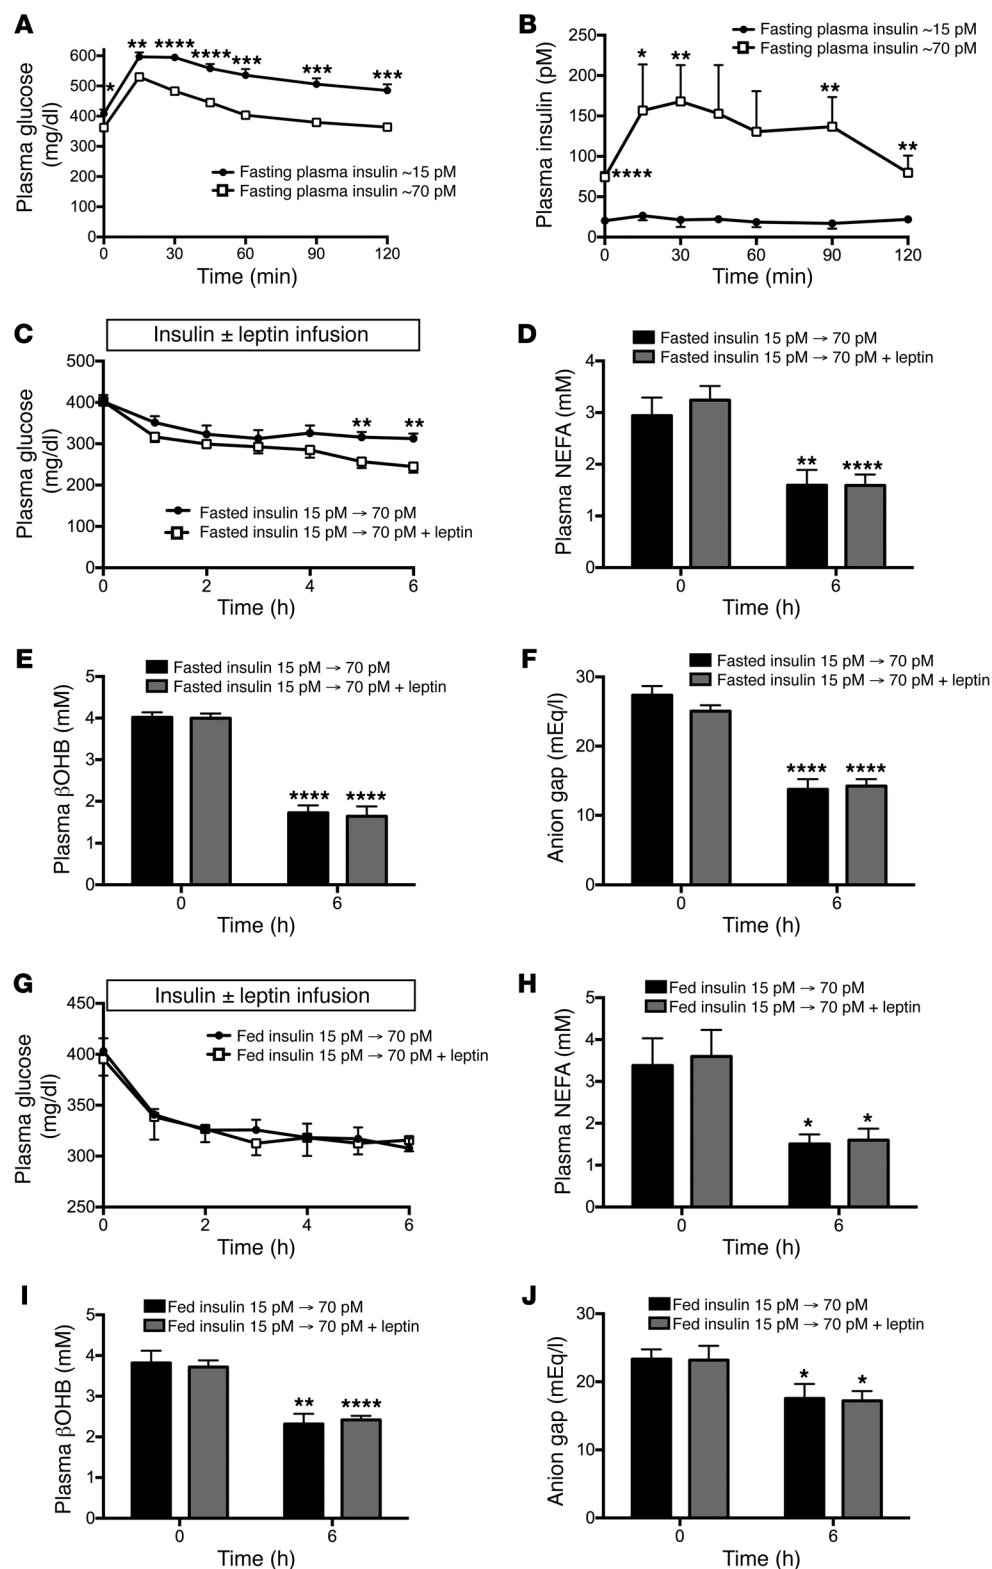 A
Plasma glucose
(mg/dl)
600
500
400
300
200
100
0
*
**
****
****
***
***
***
Fasting plasma insulin ~15 pM
Fasting plasma insulin ~70 pM
0
30
60
90
120
Time (min)
B
Fasting plasma insulin ~15 pM
Fasting plasma insulin ~70 pM
Plasma insulin (pM)
250
200
150
100
50
0
****
*
**
**
**
0
30
60
90
120
Time (min)
C
Insulin ± leptin infusion
Plasma glucose
(mg/dl)
500
400
300
200
100
0
**
**
Fasted insulin 15 pM → 70 pM
Fasted insulin 15 pM → 70 pM + leptin
0
2
4
6
Time (h)
D
Fasted insulin 15 pM → 70 pM
Fasted insulin 15 pM → 70 pM + leptin
Plasma NEFA (mM)
4
3
2
1
0
**
****
0
6
Time (h)
E
Fasted insulin 15 pM → 70 pM
Fasted insulin 15 pM → 70 pM + leptin
Plasma βOHB (mM)
5
4
3
2
1
0
****
****
0
6
Time (h)
F
Fasted insulin 15 pM → 70 pM
Fasted insulin 15 pM → 70 pM + leptin
Anion gap (mEq/l)
30
20
10
0
****
****
0
6
Time (h)
G
Insulin ± leptin infusion
Plasma glucose
(mg/dl)
450
400
350
300
250
Fed insulin 15 pM → 70 pM
Fed insulin 15 pM → 70 pM + leptin
0
2
4
6
Time (h)
H
Fed insulin 15 pM → 70 pM
Fed insulin 15 pM → 70 pM + leptin
Plasma NEFA (mM)
5
4
3
2
1
0
*
*
0
6
Time (h)
I
Fed insulin 15 pM → 70 pM
Fed insulin 15 pM → 70 pM + leptin
Plasma βOHB (mM)
5
4
3
2
1
0
**
****
0
6
Time (h)
J
Fed insulin 15 pM → 70 pM
Fed insulin 15 pM → 70 pM + leptin
Anion gap (mEq/l)
30
20
10
0
*
*
0
6
Time (h)